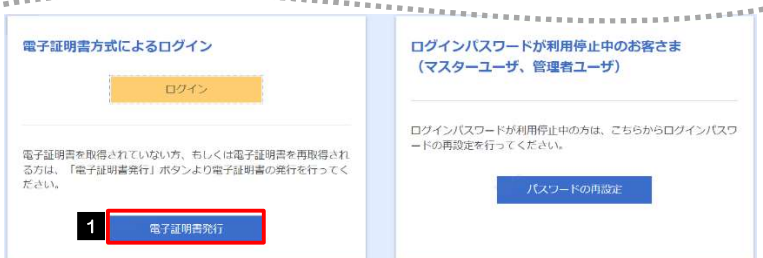 電子証明書方式によるログイン
ログイン
電子証明書を取得されていない方、もしくは電子証明書を再取得され
る方は、「電子証明書発行」ボタンより電子証明書の発行を行ってく
ださい。
1
電子証明書発行
ログインパスワードが利用停止中のお客さま
（マスターユーザ、管理者ユーザ）
ログインパスワードが利用停止中の方は、こちらからログインパスワ
ードの再設定を行ってください。
パスワードの再設定